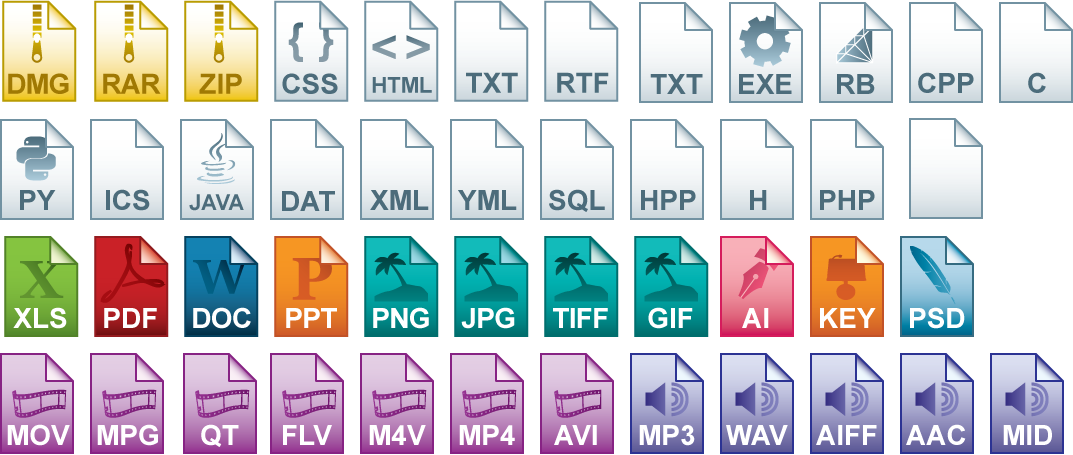 DMG RAR ZIP { } CSS < > HTML TXT RTF TXT EXE RB CPP C
PY ICS JAVA DAT XML YML SQL HPP H PHP
X XLS PDF W DOC P PPT PNG JPG TIFF GIF AI KEY PSD
MOV MPG QT FLV M4V MP4 AVI MP3 WAV AIFF AAC MID